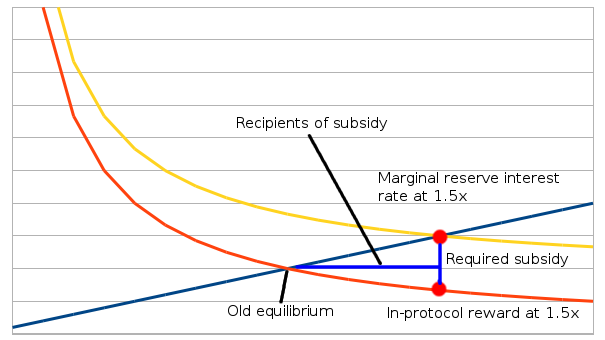 Recipients of subsidy
Marginal reserve interest
rate at 1.5x
Required subsidy
Old equilibrium
In-protocol reward at 1.5x